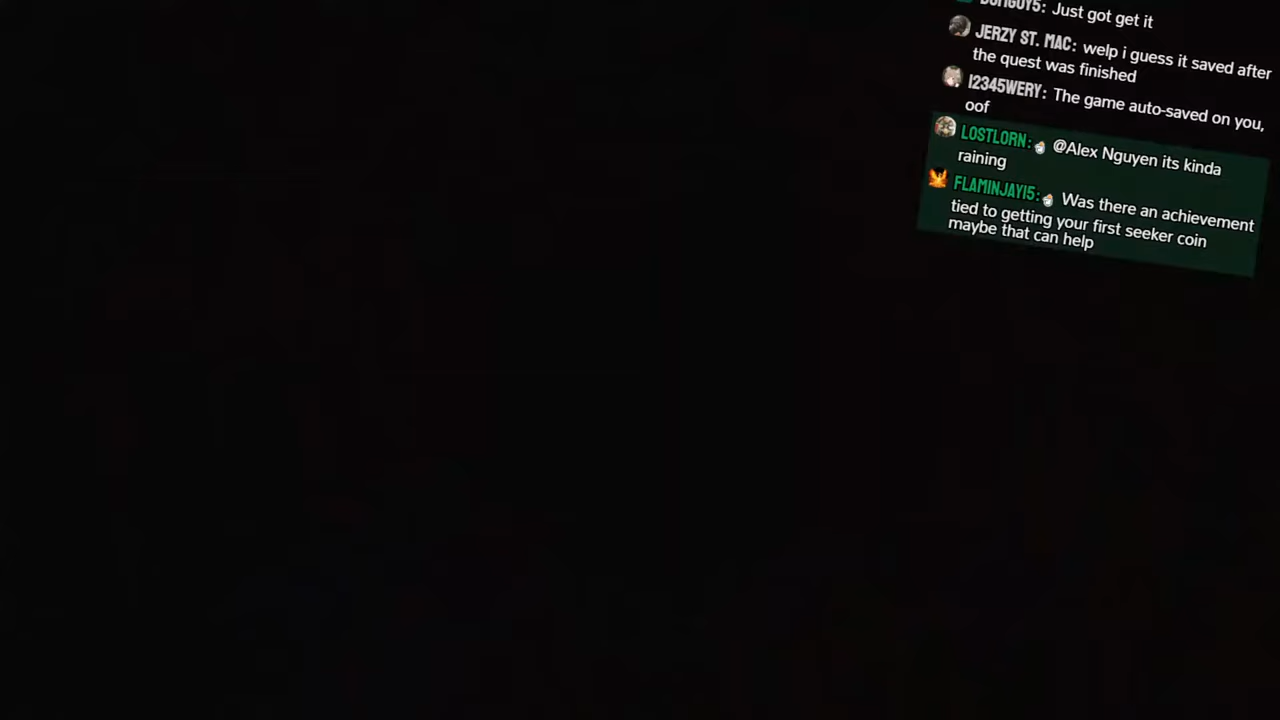 BOMGUY5: Just got get it
JERZY ST. MAC: welp i guess it saved after
the quest was finished
12345WERY: The game auto-saved on you,
oof
LOSTLORN: @Alex Nguyen its kinda
raining
FLAMINJAY15: Was there an achievement
tied to getting your first seeker coin
maybe that can help